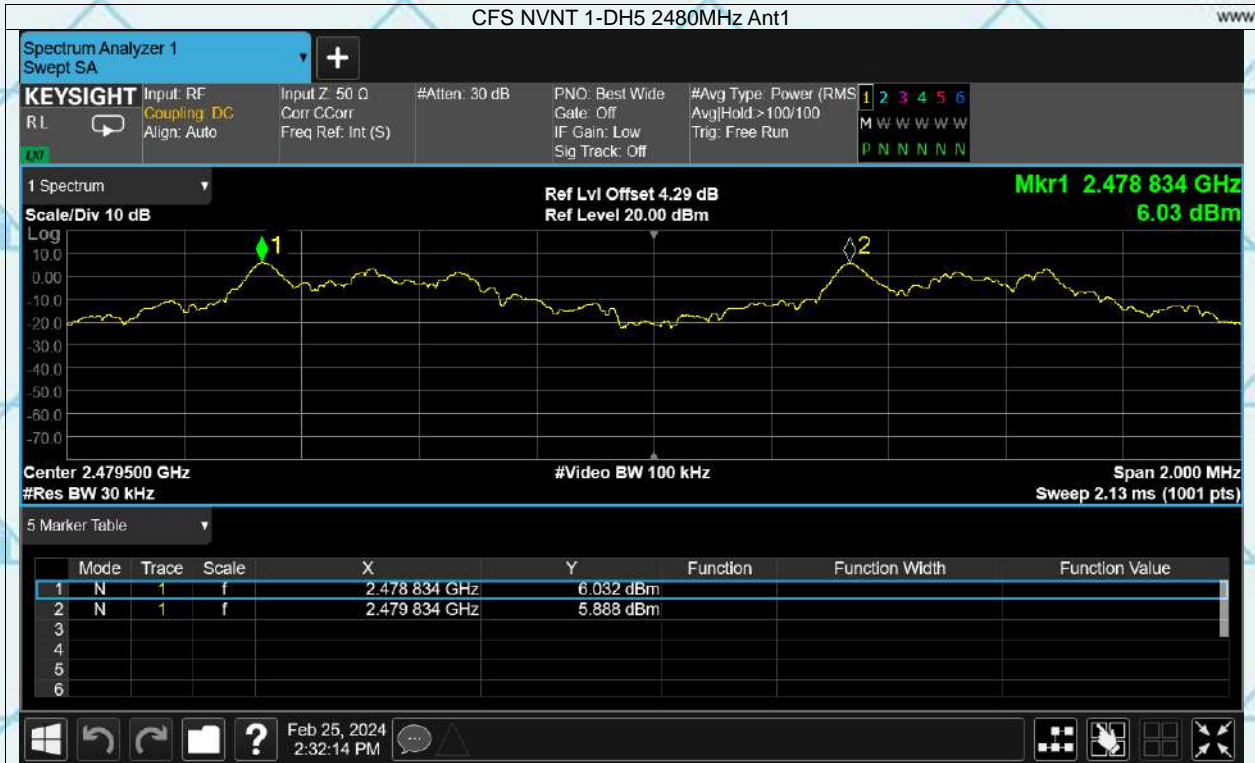 CFS NVNT 1-DH5 2480MHz Ant1
www
Spectrum Analyzer 1
Swept SA
+
KEYSIGHT
RL
LXI
Input: RF
Coupling: DC
Align: Auto
Input Z: 50 Ω
Corr CCorr
Freq Ref: Int (S)
#Atten: 30 dB
PNO: Best Wide
Gate: Off
IF Gain: Low
Sig Track: Off
#Avg Type: Power (RMS
Avg|Hold:>100/100
Trig: Free Run
1 2 3 4 5 6
M W W W W W
P N N N N N
1 Spectrum
Scale/Div 10 dB
Log
Ref Lvl Offset 4.29 dB
Ref Level 20.00 dBm
Mkr1 2.478 834 GHz
6.03 dBm
1
2
10.0
0.00
-10.0
-20.0
-30.0
-40.0
-50.0
-60.0
-70.0
Center 2.479500 GHz
#Res BW 30 kHz
#Video BW 100 kHz
Span 2.000 MHz
Sweep 2.13 ms (1001 pts)
5 Marker Table
Mode Trace Scale X Y Function Function Width Function Value
1 N 1 f 2.478 834 GHz 6.032 dBm
2 N 1 f 2.479 834 GHz 5.888 dBm
3
4
5
6
?
Feb 25, 2024
2:32:14 PM